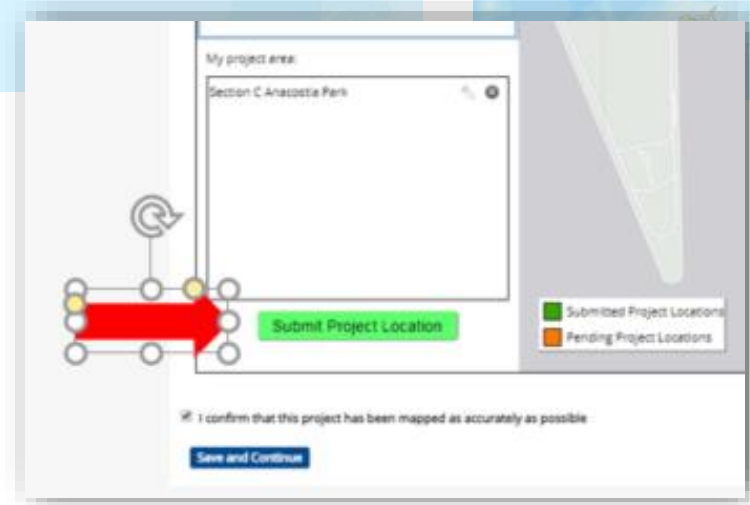 My project area:
Section C Anacostia Park
Submit Project Location
Submitted Project Locations
Pending Project Locations
I confirm that this project has been mapped as accurately as possible
Save and Continue